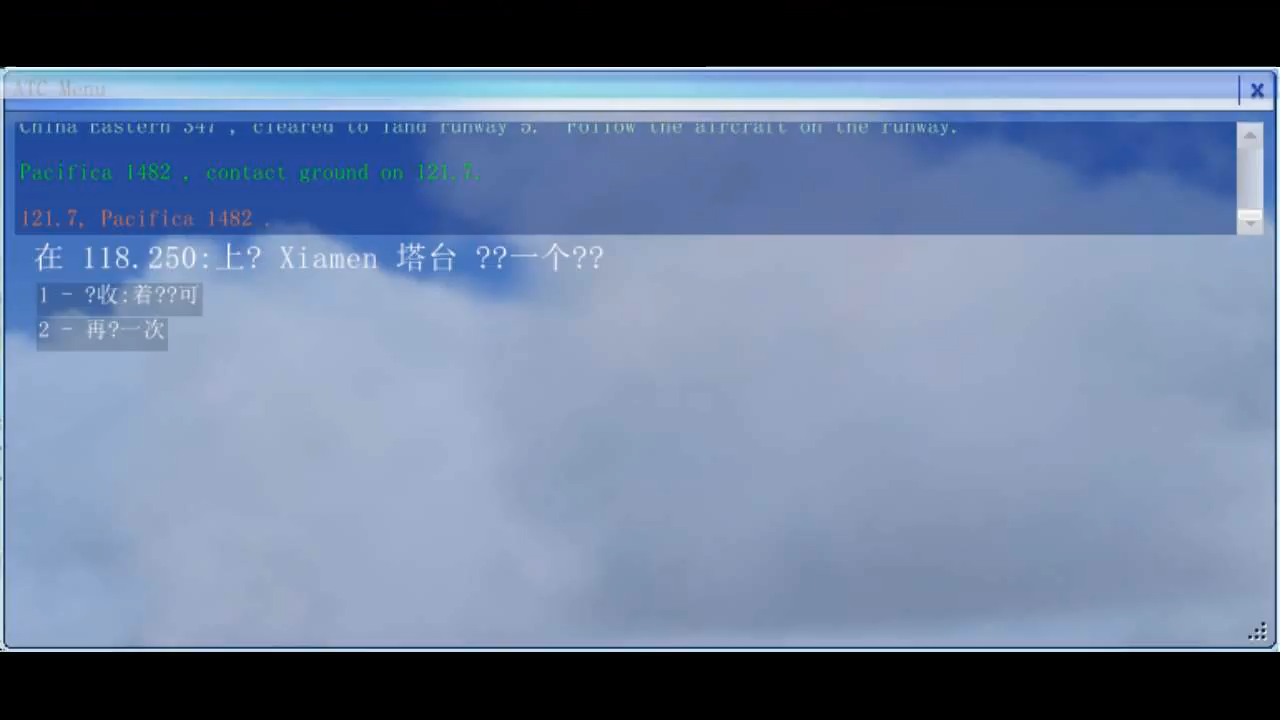 ATC Menu
China Eastern 347 , cleared to land runway 5.  Follow the aircraft on the runway.
Pacifica 1482 , contact ground on 121.7.
121.7, Pacifica 1482 .
在 118.250:上? Xiamen 塔台 ??一个??
1 - ?收:着??可
2 - 再?一次